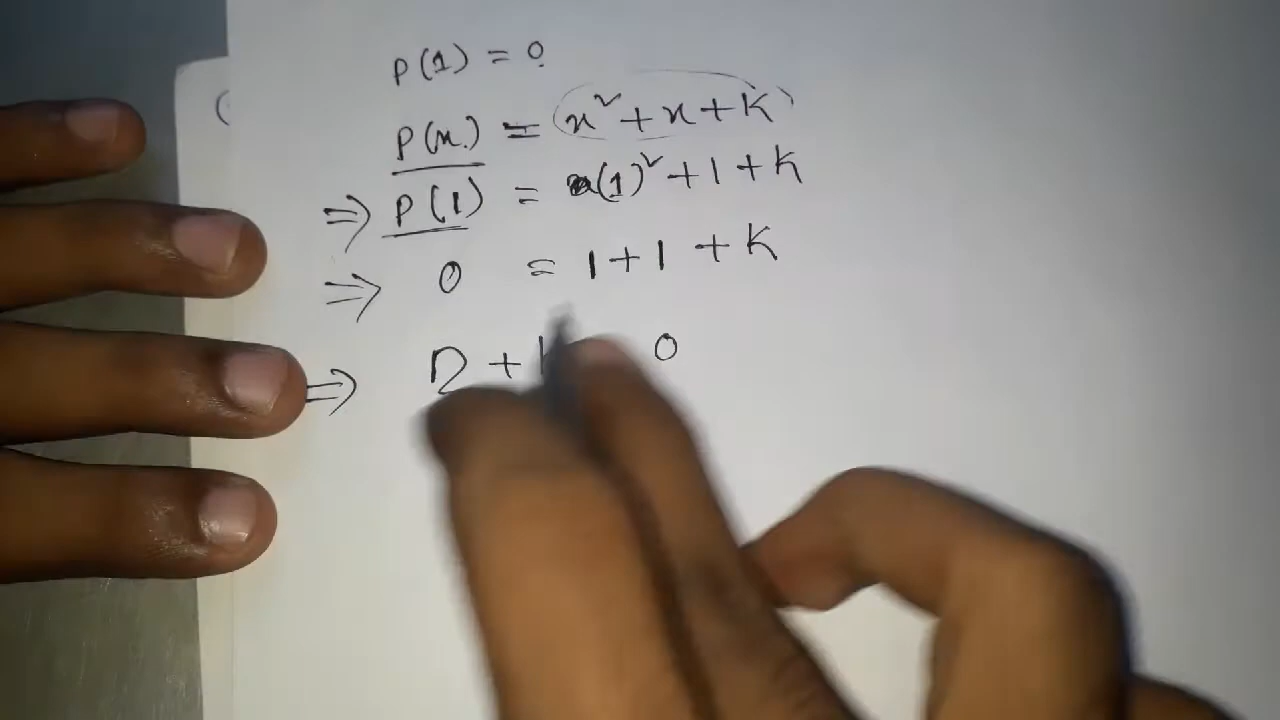 P(1) = 0
P(x) = x² + x + K
⇒ P(1) = (1)² + 1 + K
⇒ 0 = 1 + 1 + K
⇒ 2 + 0